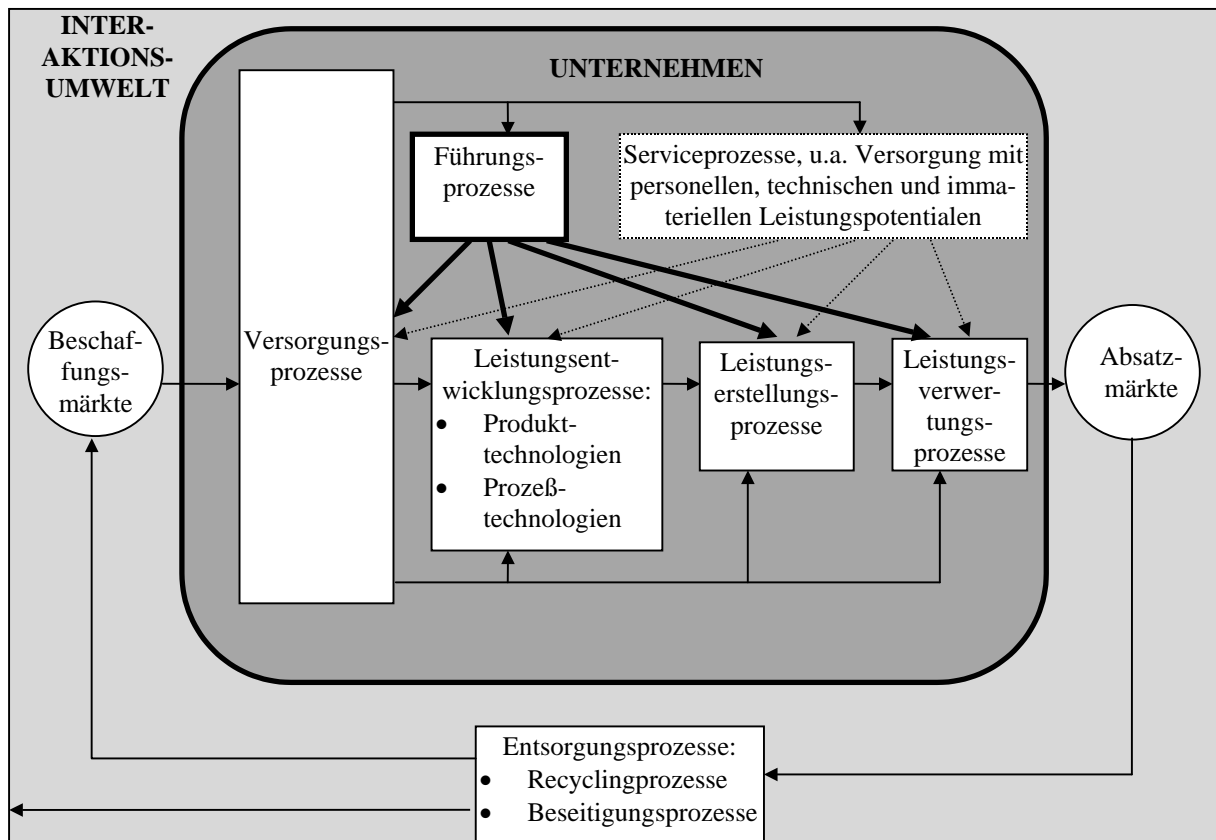 INTER-
AKTIONS-
UMWELT
UNTERNEHMEN
Führungs-
prozesse
Serviceprozesse, u.a. Versorgung mit
personellen, technischen und imma-
teriellen Leistungspotentialen
Beschaf-
fungs-
märkte
Versorgungs-
prozesse
Leistungsent-
wicklungsprozesse:
• Produkt-
technologien
• Prozeß-
technologien
Leistungs-
erstellungs-
prozesse
Leistungs-
verwer-
tungs-
prozesse
Absatz-
märkte
Entsorgungsprozesse:
• Recyclingprozesse
• Beseitigungsprozesse